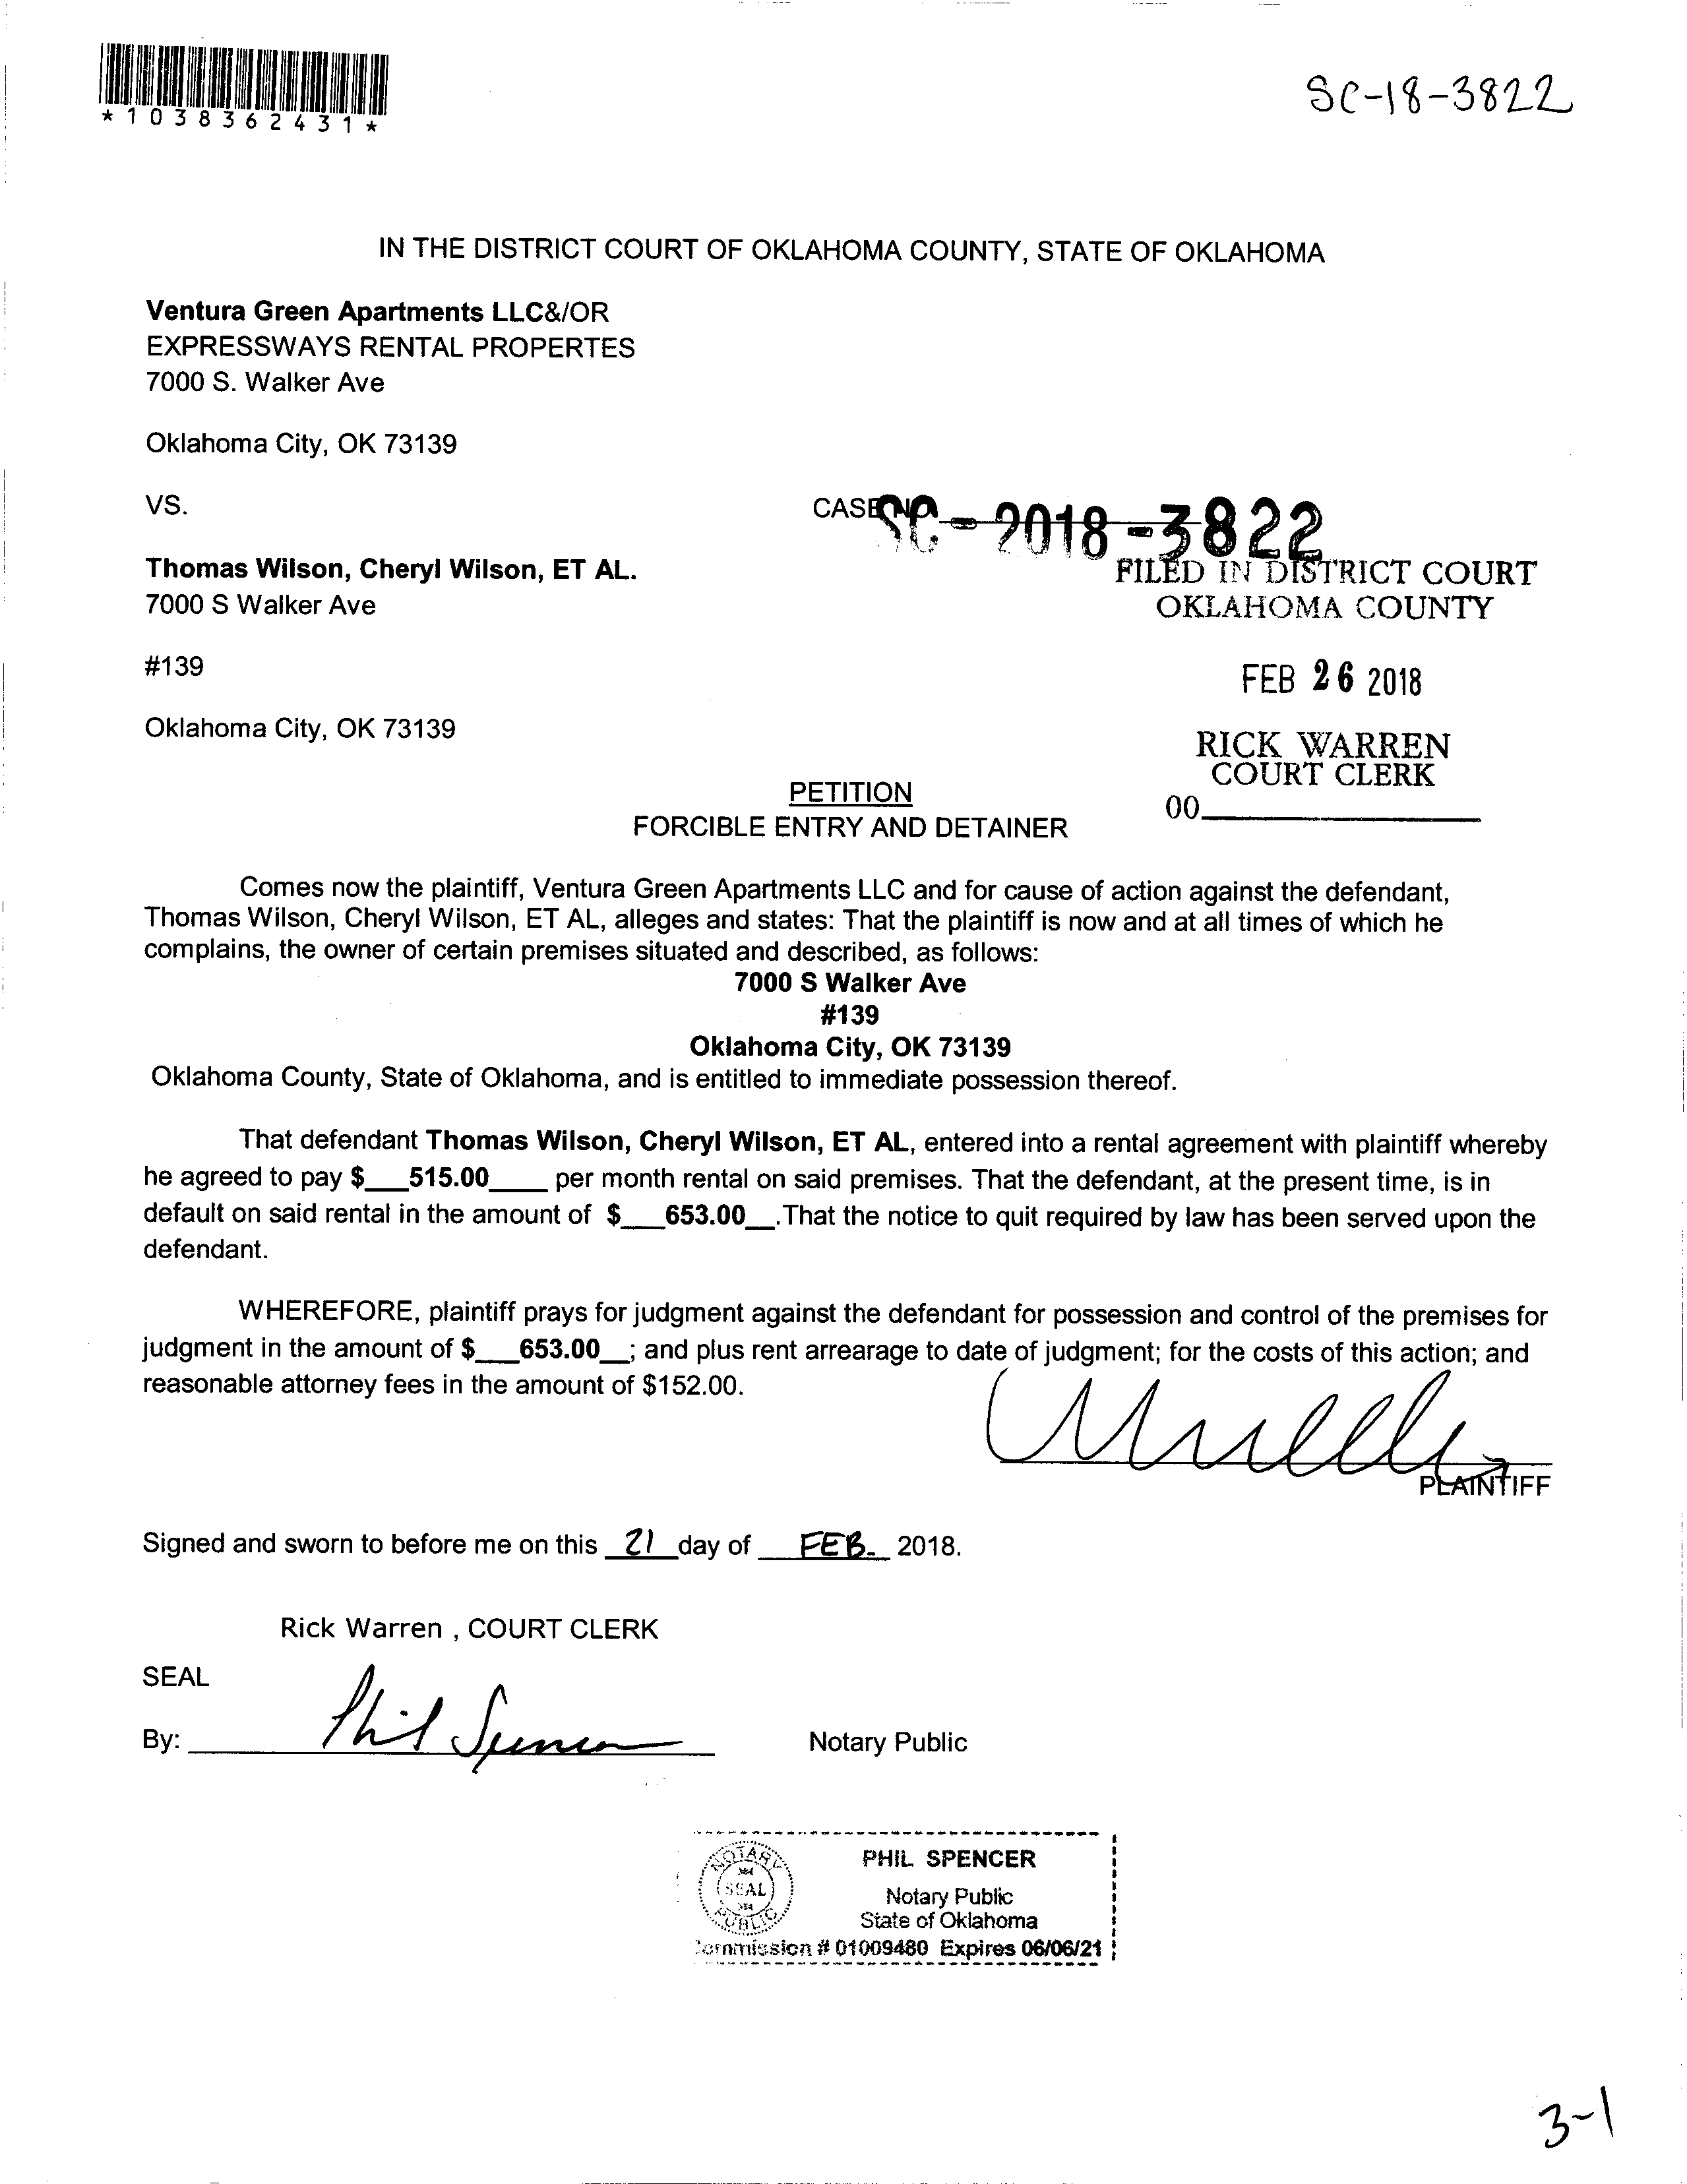 *1038362431*
SC-18-3822
IN THE DISTRICT COURT OF OKLAHOMA COUNTY, STATE OF OKLAHOMA
Ventura Green Apartments LLC&/OR
EXPRESSWAYS RENTAL PROPERTES
7000 S. Walker Ave
Oklahoma City, OK 73139
VS.
CASE NO. SC - 2018 - 3822
Thomas Wilson, Cheryl Wilson, ET AL.
FILED IN DISTRICT COURT
7000 S Walker Ave
OKLAHOMA COUNTY
#139
FEB 26 2018
Oklahoma City, OK 73139
RICK WARREN
COURT CLERK
PETITION
00
FORCIBLE ENTRY AND DETAINER
Comes now the plaintiff, Ventura Green Apartments LLC and for cause of action against the defendant,
Thomas Wilson, Cheryl Wilson, ET AL, alleges and states: That the plaintiff is now and at all times of which he
complains, the owner of certain premises situated and described, as follows:
7000 S Walker Ave
#139
Oklahoma City, OK 73139
Oklahoma County, State of Oklahoma, and is entitled to immediate possession thereof.
That defendant Thomas Wilson, Cheryl Wilson, ET AL, entered into a rental agreement with plaintiff whereby
he agreed to pay $___515.00____ per month rental on said premises. That the defendant, at the present time, is in
default on said rental in the amount of $___653.00__.That the notice to quit required by law has been served upon the
defendant.
WHEREFORE, plaintiff prays for judgment against the defendant for possession and control of the premises for
judgment in the amount of $___653.00__; and plus rent arrearage to date of judgment; for the costs of this action; and
reasonable attorney fees in the amount of $152.00.
PLAINTIFF
Signed and sworn to before me on this 21 day of FEB. 2018.
Rick Warren , COURT CLERK
SEAL
By: Phil Spencer Notary Public
NOTARY
SEAL
PUBLIC
PHIL SPENCER
Notary Public
State of Oklahoma
Commission # 01009480 Expires 06/06/21
3-1